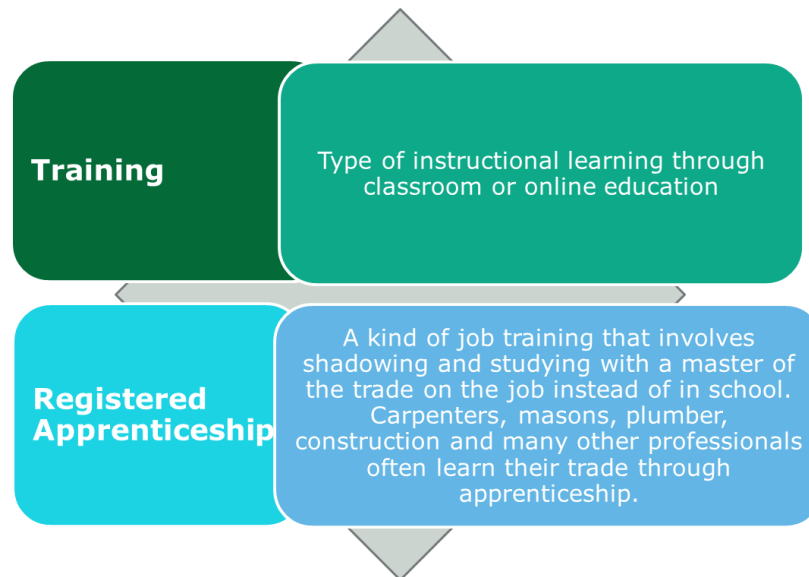 Training
Type of instructional learning through
classroom or online education
Registered
Apprenticeship
A kind of job training that involves
shadowing and studying with a master of
the trade on the job instead of in school.
Carpenters, masons, plumber,
construction and many other professionals
often learn their trade through
apprenticeship.